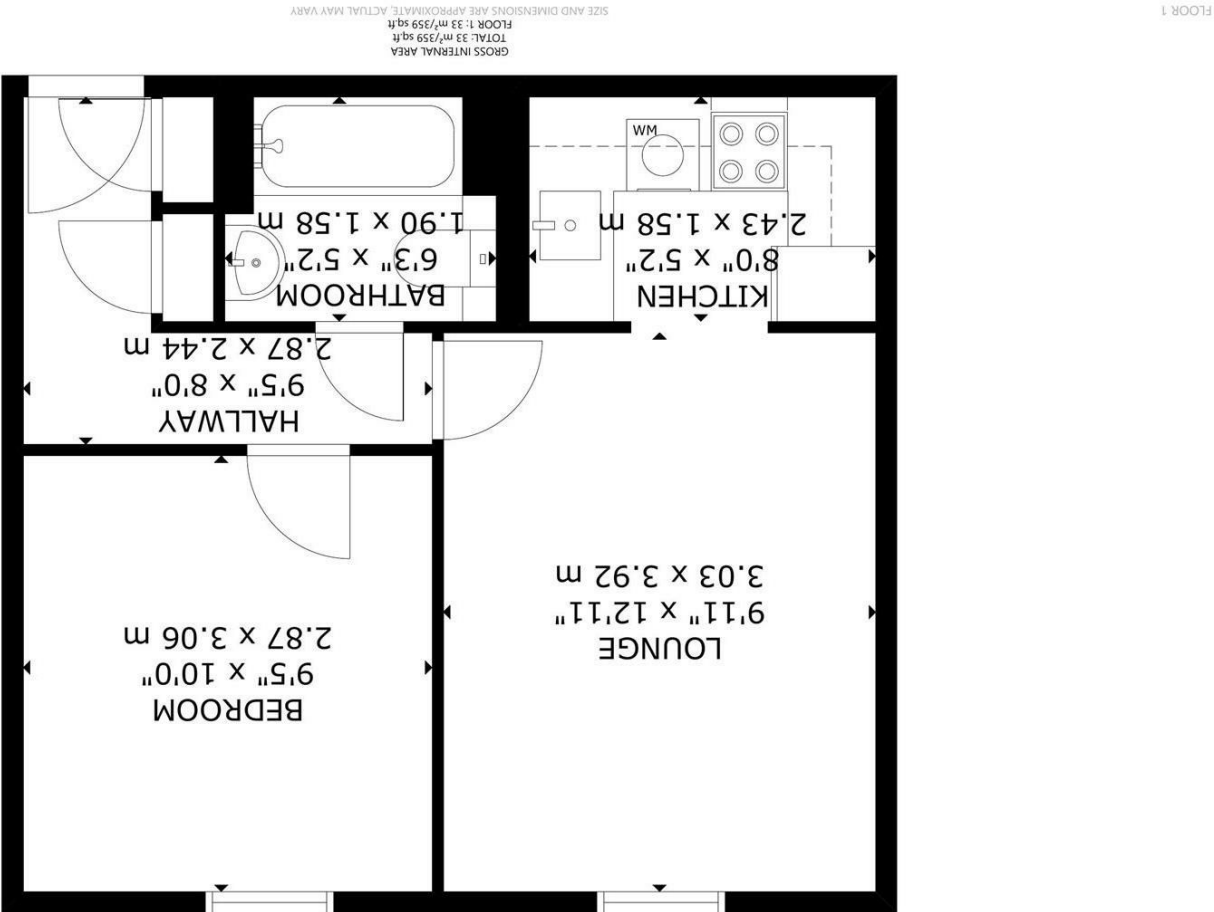 BEDROOM
9'5" x 10'0"
2.87 x 3.06 m
LOUNGE
9'11" x 12'11"
3.03 x 3.92 m
HALLWAY
9'5" x 8'0"
2.87 x 2.44 m
KITCHEN
8'0" x 5'2"
2.43 x 1.58 m
BATHROOM
6'3" x 5'2"
1.90 x 1.58 m
WM
GROSS INTERNAL AREA
TOTAL: 33 m²/359 sq.ft
FLOOR 1: 33 m²/359 sq.ft
SIZE AND DIMENSIONS ARE APPROXIMATE, ACTUAL MAY VARY
FLOOR 1